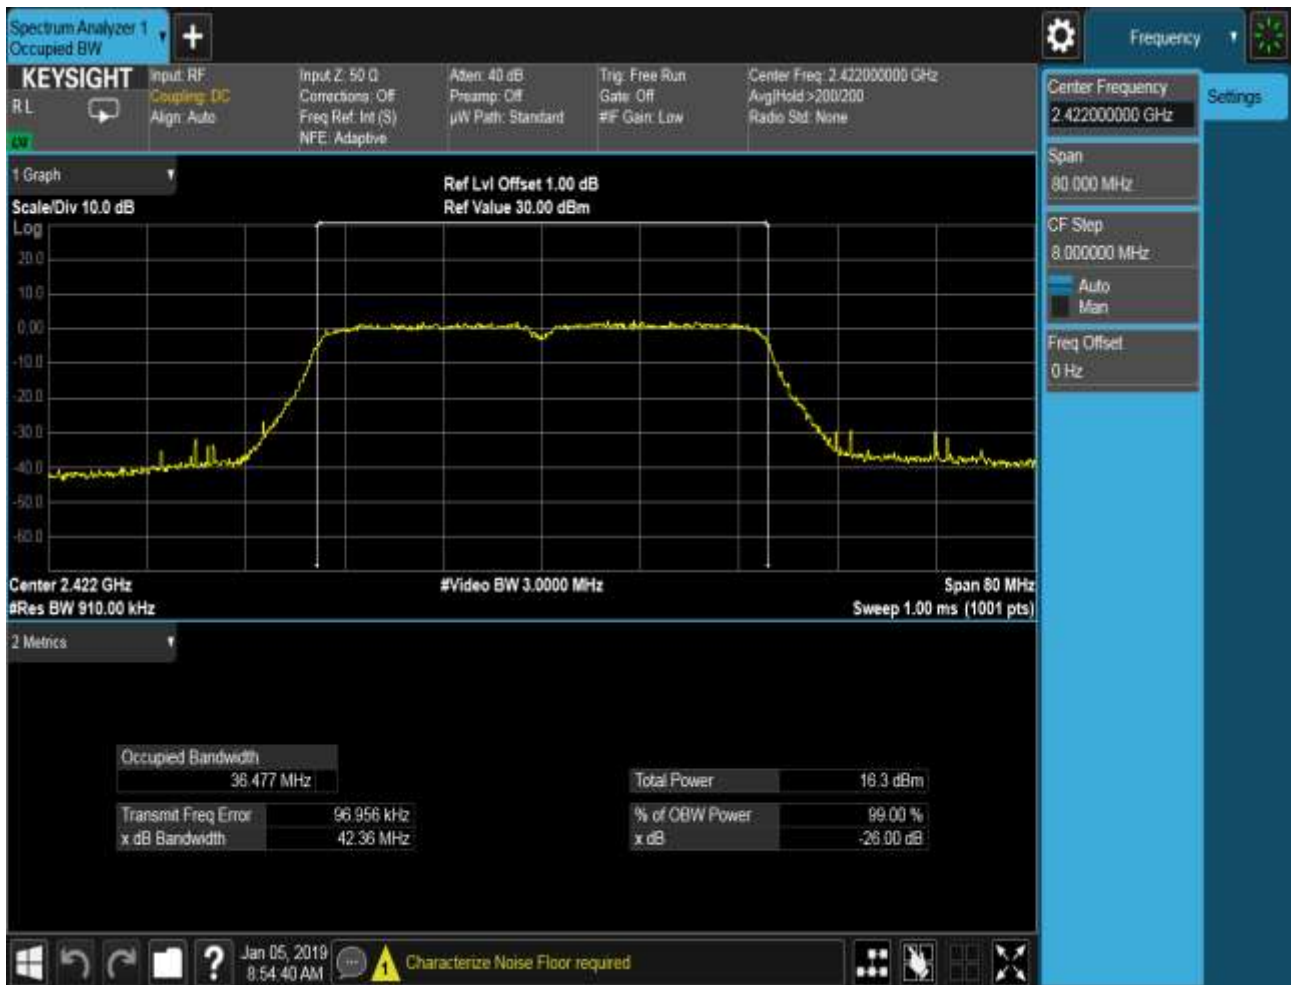 Spectrum Analyzer 1
Occupied BW
Frequency
KEYSIGHT
R L
Input: RF
Coupling: DC
Align: Auto
Input Z: 50 Ω
Corrections: Off
Freq Ref: Int (S)
NFE: Adaptive
Atten: 40 dB
Preamp: Off
µW Path: Standard
Trig: Free Run
Gate: Off
#IF Gain: Low
Center Freq: 2.422000000 GHz
Avg|Hold >200/200
Radio Std: None
Center Frequency
2.422000000 GHz
Settings
Span
80.000 MHz
CF Step
8.000000 MHz
Auto
Man
Freq Offset
0 Hz
1 Graph
Scale/Div 10.0 dB
Ref Lvl Offset 1.00 dB
Ref Value 30.00 dBm
Log
20.0
10.0
0.00
-10.0
-20.0
-30.0
-40.0
-50.0
-60.0
Center 2.422 GHz
#Video BW 3.0000 MHz
Span 80 MHz
#Res BW 910.00 kHz
Sweep 1.00 ms (1001 pts)
2 Metrics
Occupied Bandwidth
36.477 MHz
Total Power 16.3 dBm
Transmit Freq Error 96.956 kHz
% of OBW Power 99.00 %
x dB Bandwidth 42.36 MHz
x dB -26.00 dB
?
Jan 05, 2019
8:54:40 AM
1
Characterize Noise Floor required